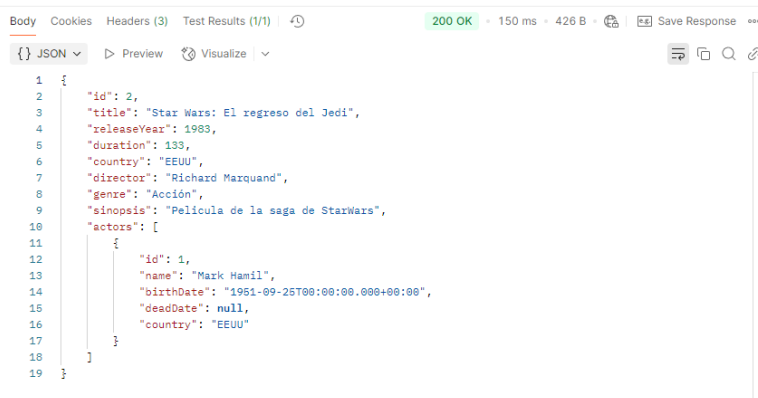 Body Cookies Headers (3) Test Results (1/1) 200 OK • 150 ms • 426 B • Save Response
{} JSON Preview Visualize
1 {
2 "id": 2,
3 "title": "Star Wars: El regreso del Jedi",
4 "releaseYear": 1983,
5 "duration": 133,
6 "country": "EEUU",
7 "director": "Richard Marquand",
8 "genre": "Acción",
9 "sinopsis": "Pelicula de la saga de StarWars",
10 "actors": [
11 {
12 "id": 1,
13 "name": "Mark Hamil",
14 "birthDate": "1951-09-25T00:00:00.000+00:00",
15 "deadDate": null,
16 "country": "EEUU"
17 }
18 ]
19 }